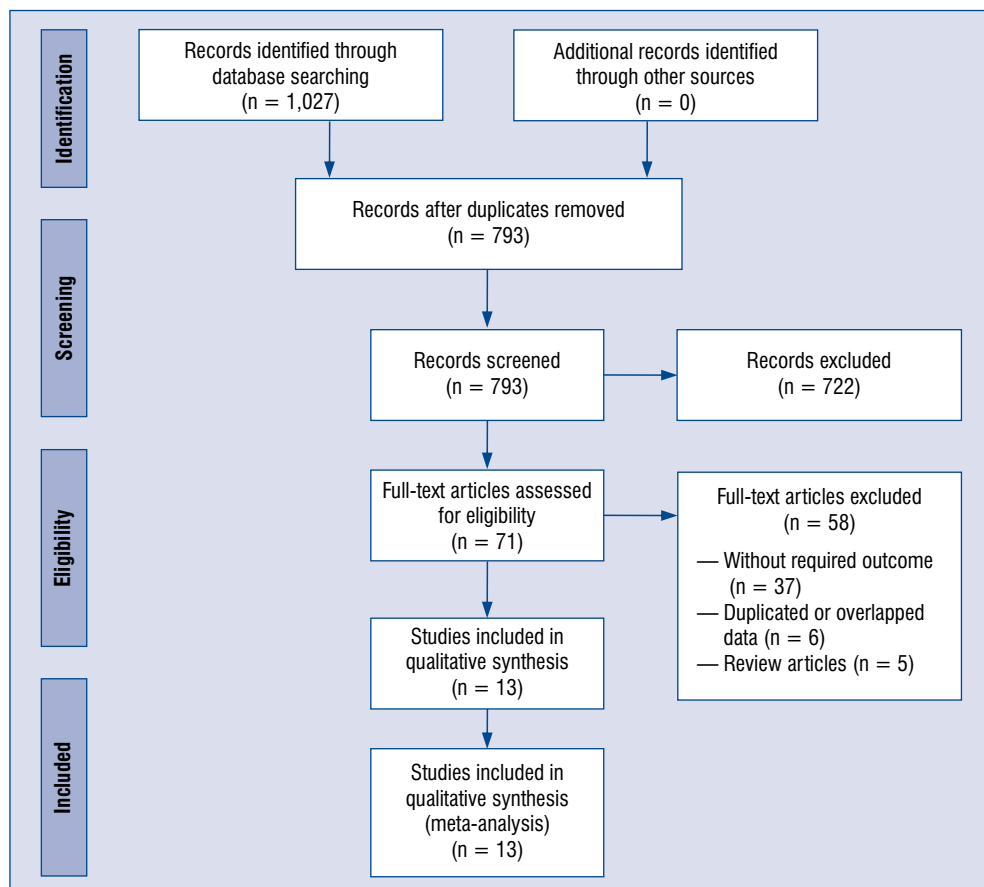 Identification
Records identified through
database searching
(n = 1,027)
Additional records identified
through other sources
(n = 0)
Records after duplicates removed
(n = 793)
Screening
Records screened
(n = 793)
Records excluded
(n = 722)
Eligibility
Full-text articles assessed
for eligibility
(n = 71)
Full-text articles excluded
(n = 58)
— Without required outcome
(n = 37)
— Duplicated or overlapped
data (n = 6)
— Review articles (n = 5)
Studies included in
qualitative synthesis
(n = 13)
Included
Studies included in
qualitative synthesis
(meta-analysis)
(n = 13)